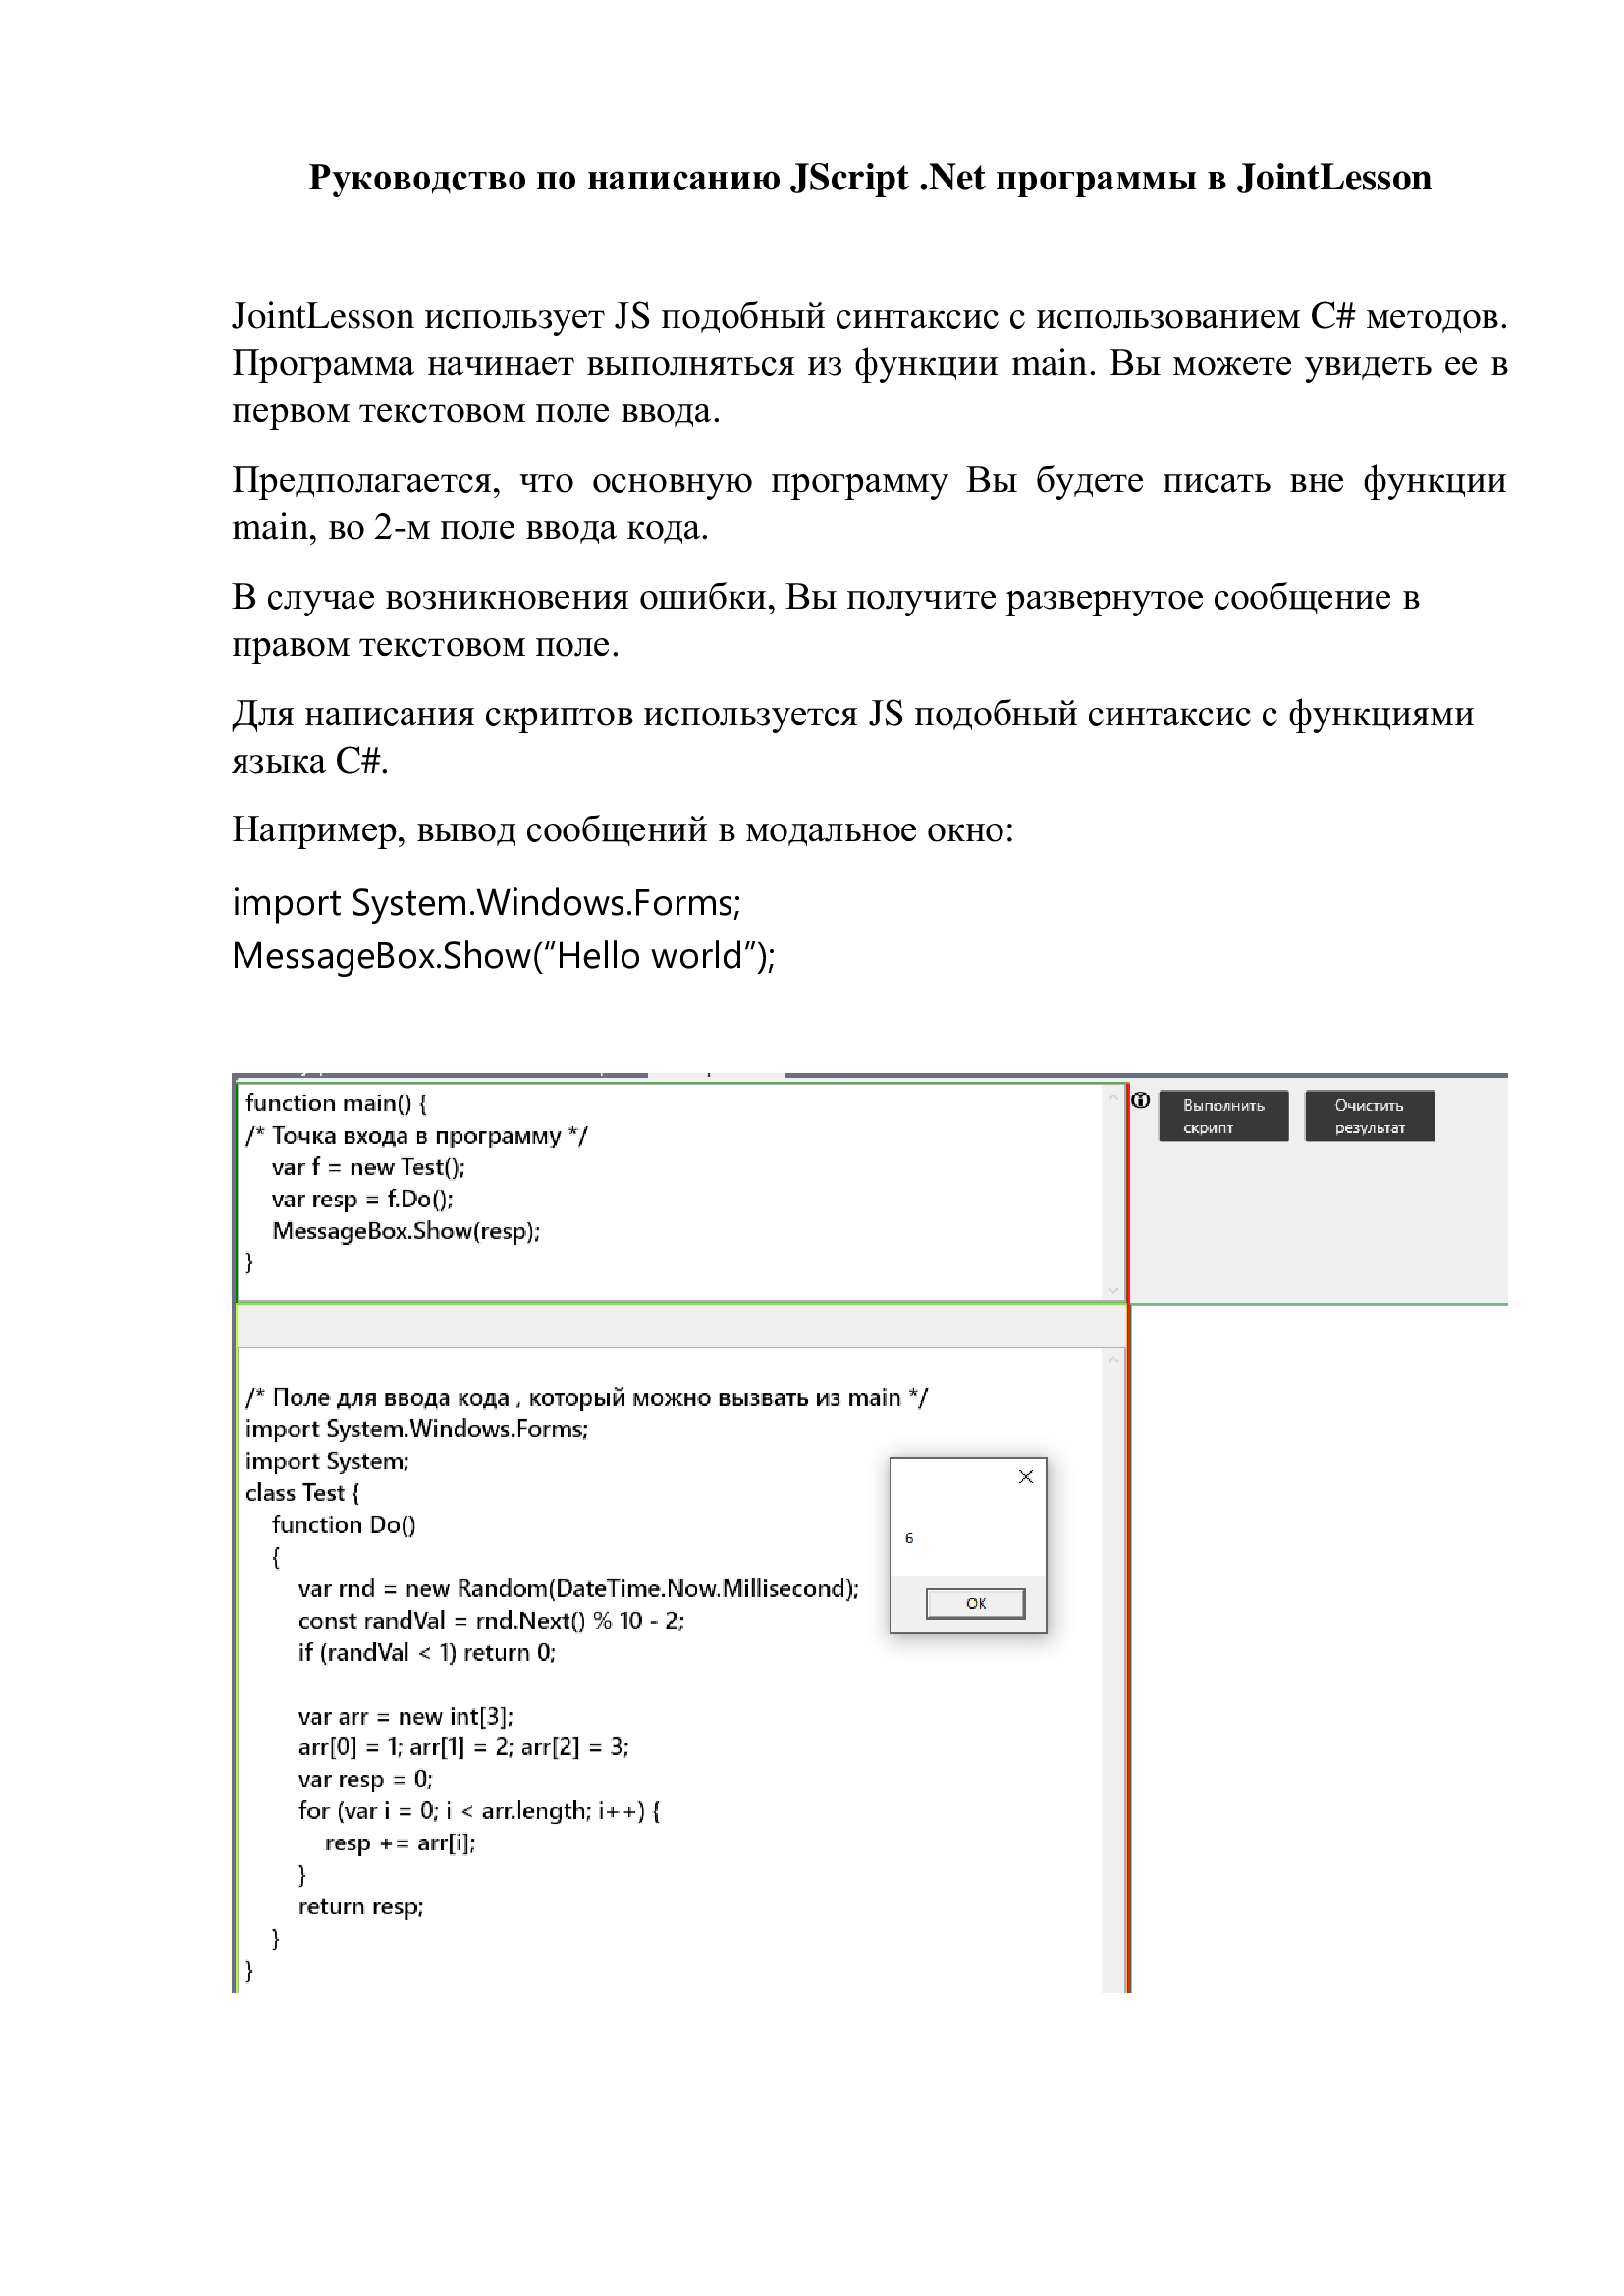 Руководство по написанию JScript .Net программы в JointLesson
JointLesson использует JS подобный синтаксис с использованием C# методов.
Программа начинает выполняться из функции main. Вы можете увидеть ее в
первом текстовом поле ввода.
Предполагается, что основную программу Вы будете писать вне функции
main, во 2-м поле ввода кода.
В случае возникновения ошибки, Вы получите развернутое сообщение в
правом текстовом поле.
Для написания скриптов используется JS подобный синтаксис с функциями
языка C#.
Например, вывод сообщений в модальное окно:
import System.Windows.Forms;
MessageBox.Show(“Hello world”);
function main() {
/* Точка входа в программу */
var f = new Test();
var resp = f.Do();
MessageBox.Show(resp);
}
Выполнить
скрипт
Очистить
результат
/* Поле для ввода кода , который можно вызвать из main */
import System.Windows.Forms;
import System;
class Test {
function Do()
{
var rnd = new Random(DateTime.Now.Millisecond);
const randVal = rnd.Next() % 10 - 2;
if (randVal < 1) return 0;
var arr = new int[3];
arr[0] = 1; arr[1] = 2; arr[2] = 3;
var resp = 0;
for (var i = 0; i < arr.length; i++) {
resp += arr[i];
}
return resp;
}
}
6
OK